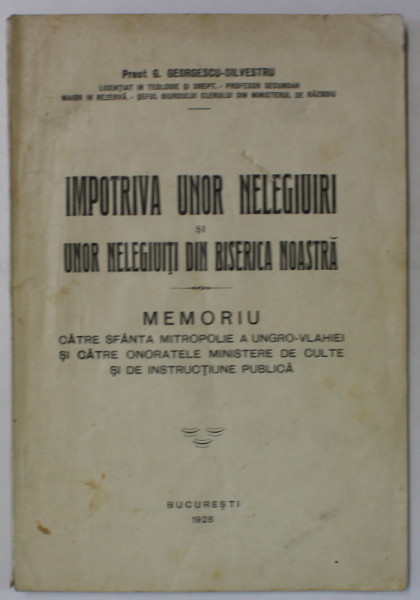 Preot G. GEORGESCU-SILVESTRU
LICENȚIAT IN TEOLOGIE ȘI DREPT.- PROFESOR SECUNDAR
MAIOR IN REZERVĂ.- ȘEFUL BIUROULUI CLERULUI DIN MINISTERUL DE RĂZBOIU
IMPOTRIVA UNOR NELEGIUIRI
ȘI
UNOR NELEGIUIȚI DIN BISERICA NOASTRĂ
MEMORIU
CĂTRE SFÂNTA MITROPOLIE A UNGRO-VLAHIEI
ȘI CĂTRE ONORATELE MINISTERE DE CULTE
ȘI DE INSTRUCȚIUNE PUBLICĂ
BUCUREȘTI
1928